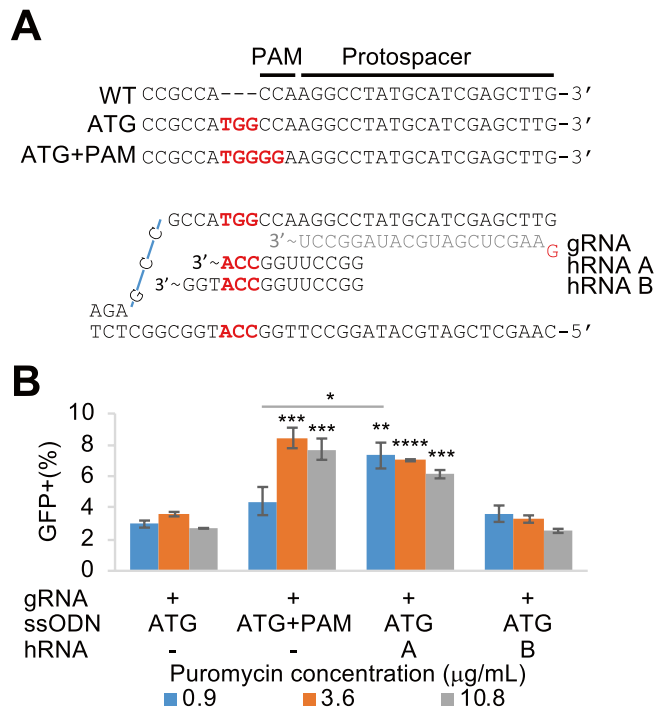 A
PAM Protospacer
WT CCGCCA---CCAAGGCCTATGCATCGAGCTTG-3′
ATG CCGCCATGGCCAAGGCCTATGCATCGAGCTTG-3′
ATG+PAM CCGCCATGGGGAAGGCCTATGCATCGAGCTTG-3′
GCCATGGCCAAGGCCTATGCATCGAGCTTG
C
C
G
3′~UCCGGAUACGUAGCUCGAAG gRNA
3′~ACCGGUUCCGG hRNA A
3′~GGTACCGGUUCCGG hRNA B
AGA
TCTCGGCGGTACCGGTTCCGGATACGTAGCTCGAAC-5′
B
GFP+(%)
10
8
6
4
2
0
*
*** ***
** **** ***
gRNA + + + +
ssODN ATG ATG+PAM ATG ATG
hRNA - - A B
Puromycin concentration (μg/mL)
0.9 3.6 10.8